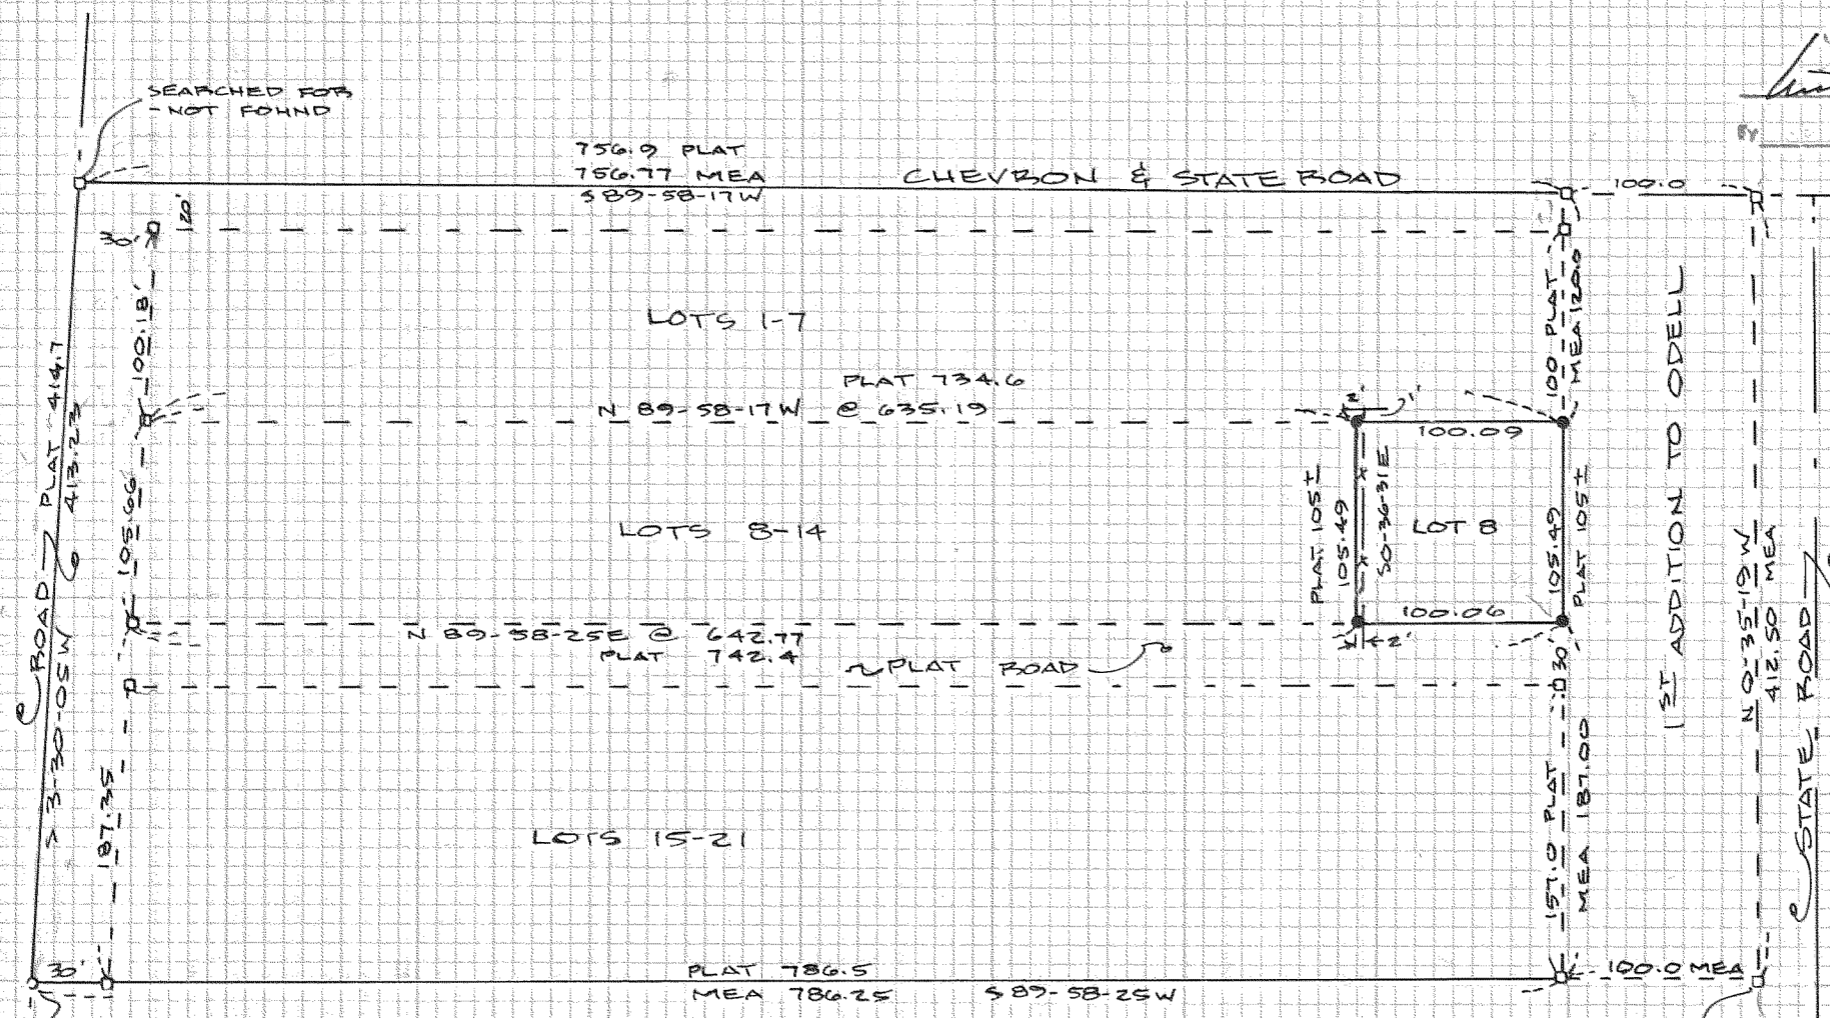 SEARCHED FOR
- NOT FOUND
756.9 PLAT
756.77 MEA
S89-58-17W
CHEVRON & STATE ROAD
100.0
BY
20'
30'
100.18'
LOTS 1-7
100 PLAT
MEA 120.0
PLAT 734.6
N 89-58-17W @ 635.19
2'
1'
100.09
ROAD
PLAT 414.7
413.23
3-30-05W
105.66
LOTS 8-14
PLAT 105±
105.49
S0-36-31E
LOT 8
105.49
PLAT 105±
1ST ADDITION TO ODELL
N 0-35-19W
412.50 MEA
STATE ROAD
100.06
2'
N 89-58-25E @ 642.77
PLAT 742.4
PLAT ROAD
30'
187.35
LOTS 15-21
157.0 PLAT
MEA 187.00
30'
PLAT 786.5
MEA 786.25
S89-58-25W
100.0 MEA